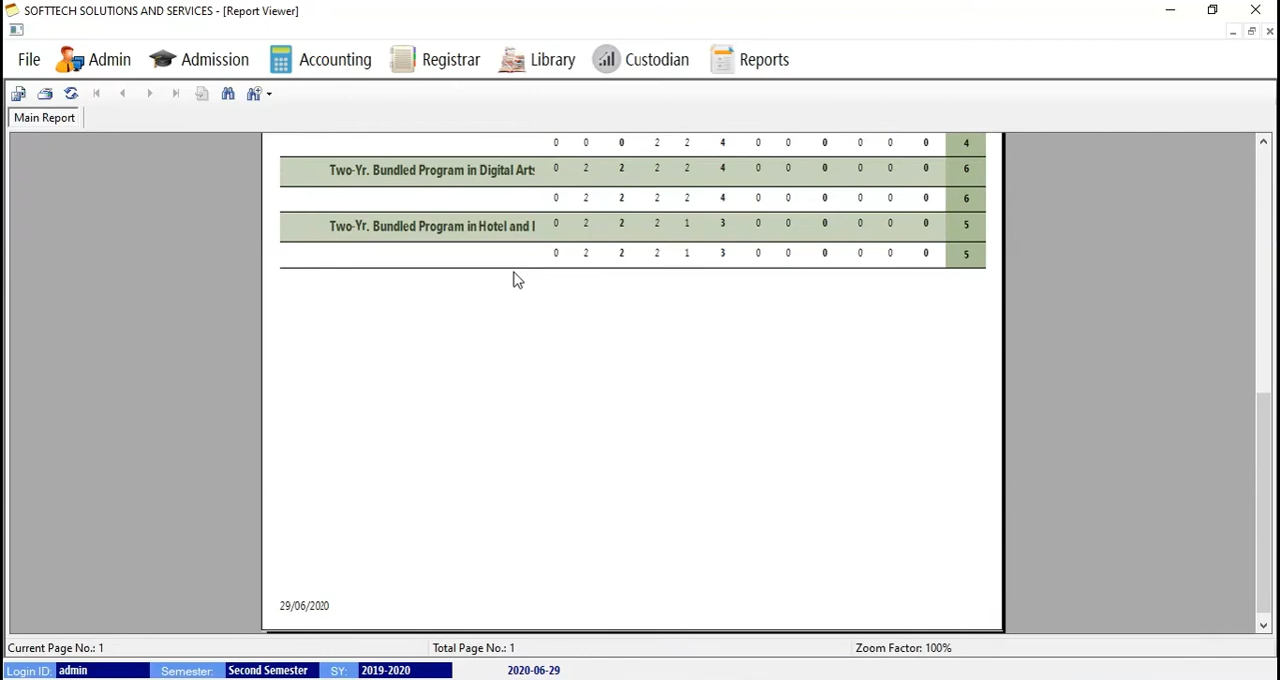 SOFTTECH SOLUTIONS AND SERVICES - [Report Viewer]
File Admin Admission Accounting Registrar Library Custodian Reports
Main Report
0 0 0 2 2 4 0 0 0 0 0 0 4
Two-Yr. Bundled Program in Digital Arts 0 2 2 2 2 4 0 0 0 0 0 0 6
0 2 2 2 2 4 0 0 0 0 0 0 6
Two-Yr. Bundled Program in Hotel and 0 2 2 2 1 3 0 0 0 0 0 0 5
0 2 2 2 1 3 0 0 0 0 0 0 5
29/06/2020
Current Page No.: 1 Total Page No.: 1 Zoom Factor: 100%
Login ID: admin Semester: Second Semester SY: 2019-2020 2020-06-29